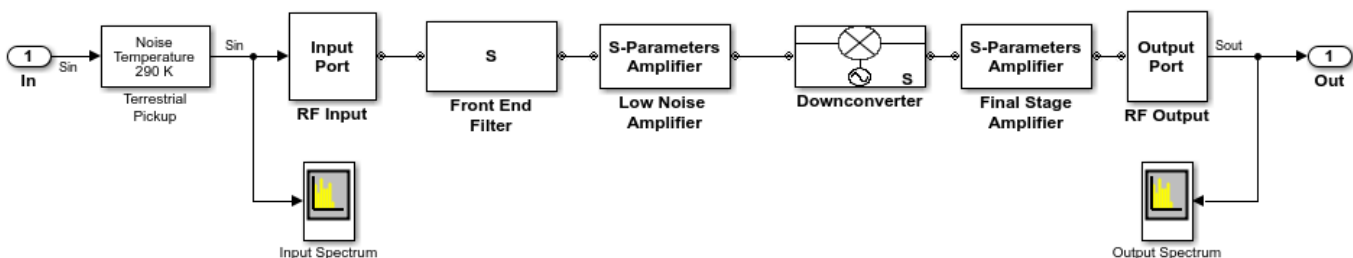 1
In
Sin
Noise
Temperature
290 K
Terrestrial
Pickup
Sin
Input
Port
RF Input
S
Front End
Filter
S-Parameters
Amplifier
Low Noise
Amplifier
S
Downconverter
S-Parameters
Amplifier
Final Stage
Amplifier
Output
Port
RF Output
Sout
1
Out
Input Spectrum
Output Spectrum